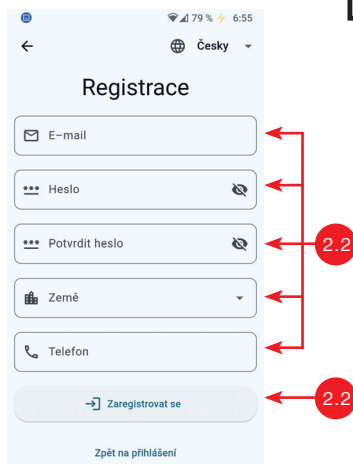 79 % 6:55
Česky
Registrace
E-mail
Heslo
Potvrdit heslo
2.2
Země
Telefon
Zaregistrovat se
2.2
Zpět na přihlášení